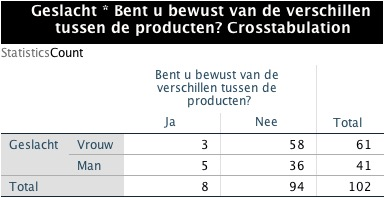 Geslacht * Bent u bewust van de verschillen
tussen de producten? Crosstabulation
StatisticsCount
Bent u bewust van de
verschillen tussen de
producten?
Ja Nee Total
Geslacht Vrouw 3 58 61
Man 5 36 41
Total 8 94 102